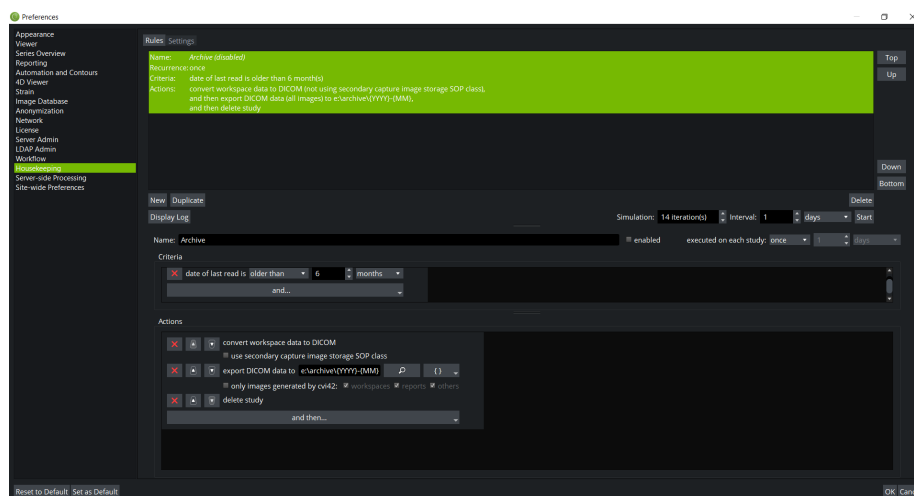 Preferences
Appearance
Viewer
Series Overview
Reporting
Automation and Contours
4D Viewer
Strain
Image Database
Anonymization
Network
License
Server Admin
LDAP Admin
Workflow
Housekeeping
Server-side Processing
Site-wide Preferences
Rules Settings
Name: Archive (disabled)
Recurrence: once
Criteria: date of last read is older than 6 month(s)
Actions: convert workspace data to DICOM (not using secondary capture image storage SOP class),
and then export DICOM data (all images) to e:\archive\{YYYY}-{MM},
and then delete study
Top
Up
Down
Bottom
New Duplicate Delete
Display Log Simulation: 14 iteration(s) Interval: 1 days Start
Name: Archive enabled executed on each study: once 1 days
Criteria
date of last read is older than 6 months
and...
Actions
convert workspace data to DICOM
use secondary capture image storage SOP class
export DICOM data to e:\archive\{YYYY}-{MM} { }
only images generated by cvi42: workspaces reports others
delete study
and then...
Reset to Default Set as Default OK Canc